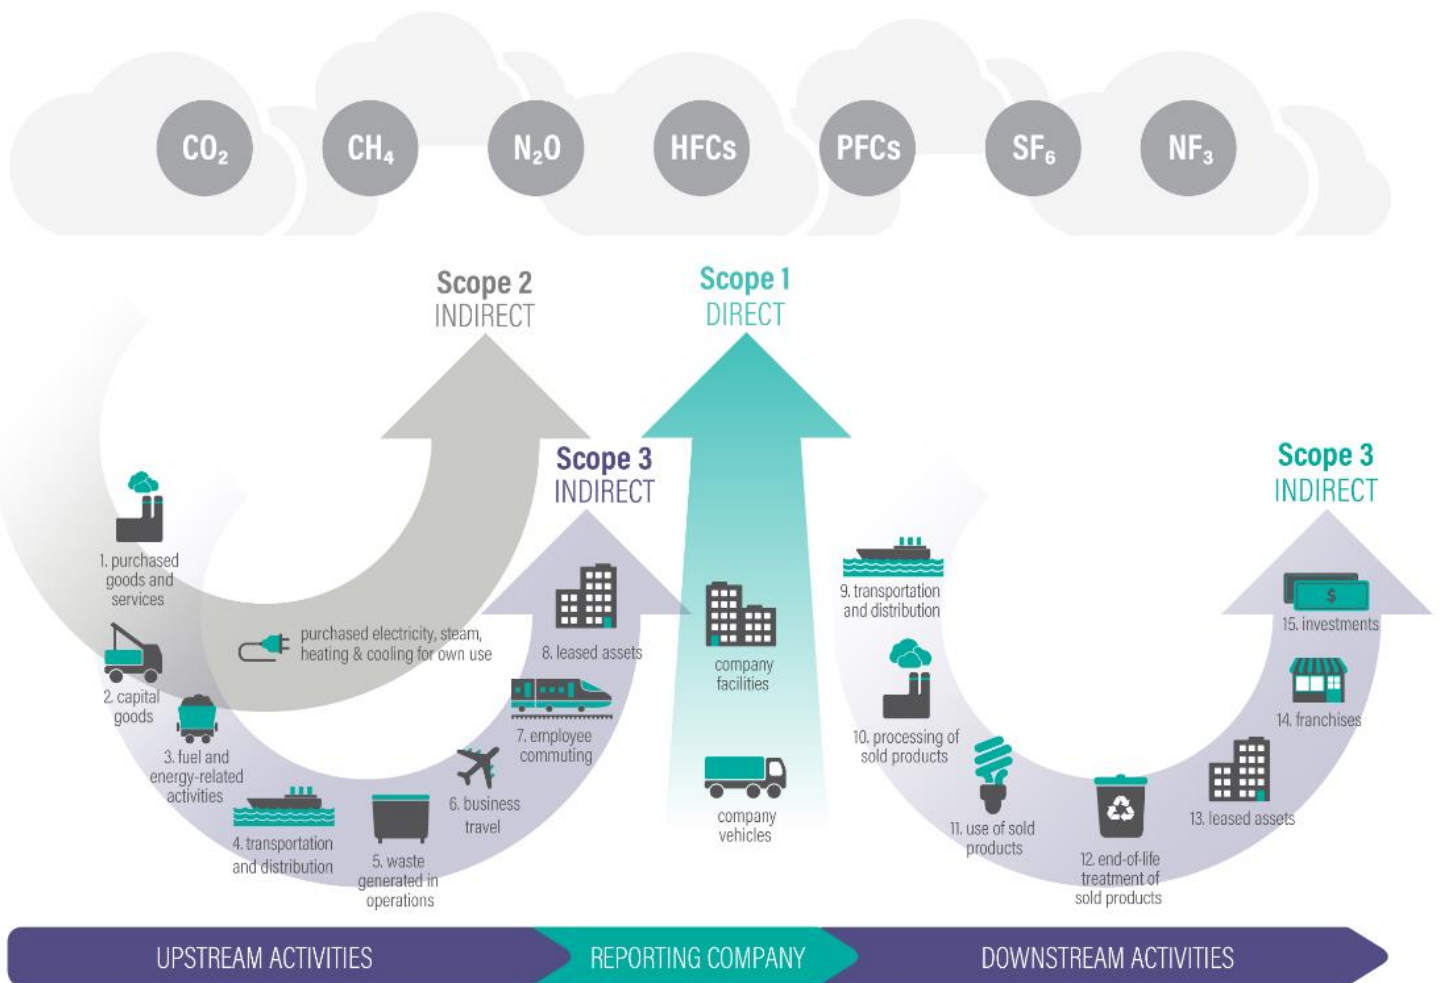 CO₂
CH₄
N₂O
HFCs
PFCs
SF₆
NF₃
Scope 2
INDIRECT
Scope 1
DIRECT
Scope 3
INDIRECT
Scope 3
INDIRECT
1. purchased
goods and
services
2. capital
goods
3. fuel and
energy-related
activities
4. transportation
and distribution
5. waste
generated in
operations
6. business
travel
7. employee
commuting
8. leased assets
purchased electricity, steam,
heating & cooling for own use
company
facilities
company
vehicles
9. transportation
and distribution
10. processing of
sold products
11. use of sold
products
12. end-of-life
treatment of
sold products
13. leased assets
14. franchises
$
15. investments
UPSTREAM ACTIVITIES
REPORTING COMPANY
DOWNSTREAM ACTIVITIES